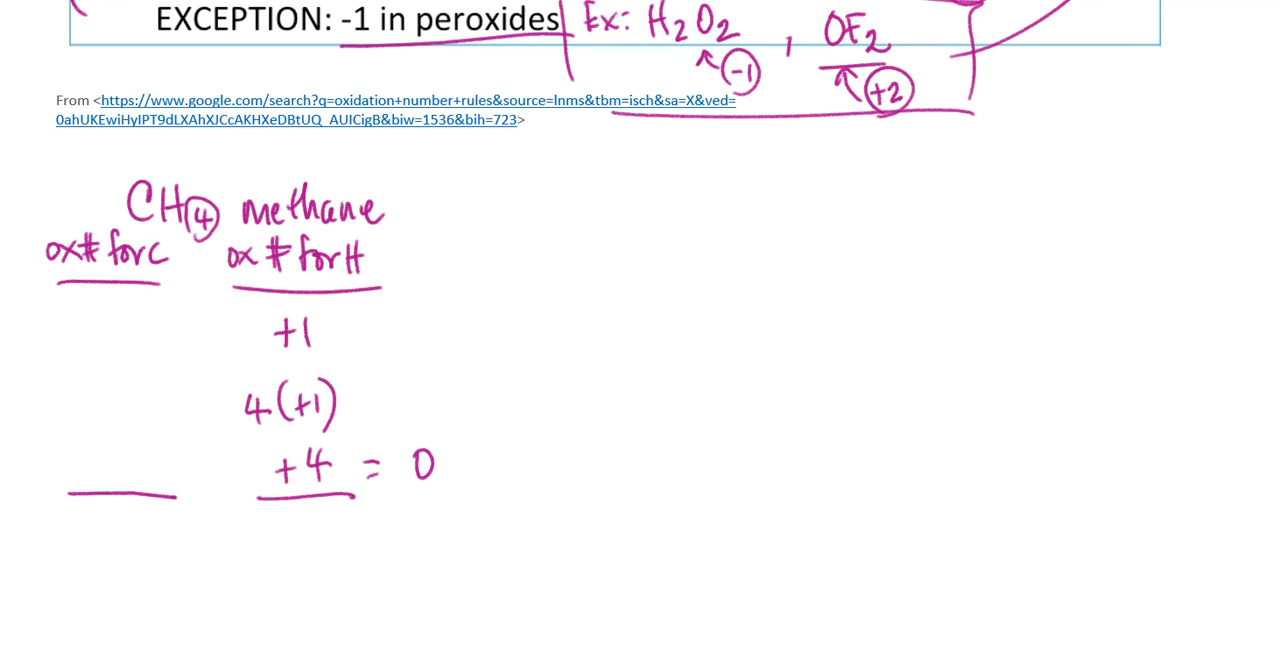 EXCEPTION: -1 in peroxides Ex: H₂O₂ , OF₂
-1 +2
From <https://www.google.com/search?q=oxidation+number+rules&source=lnms&tbm=isch&sa=X&ved=
0ahUKEwiHyIPT9dLXAhXJCcAKHXeDBtUQ_AUICigB&biw=1536&bih=723>
CH4 methane
ox# for C ox # for H
+1
4(+1)
+4 = 0